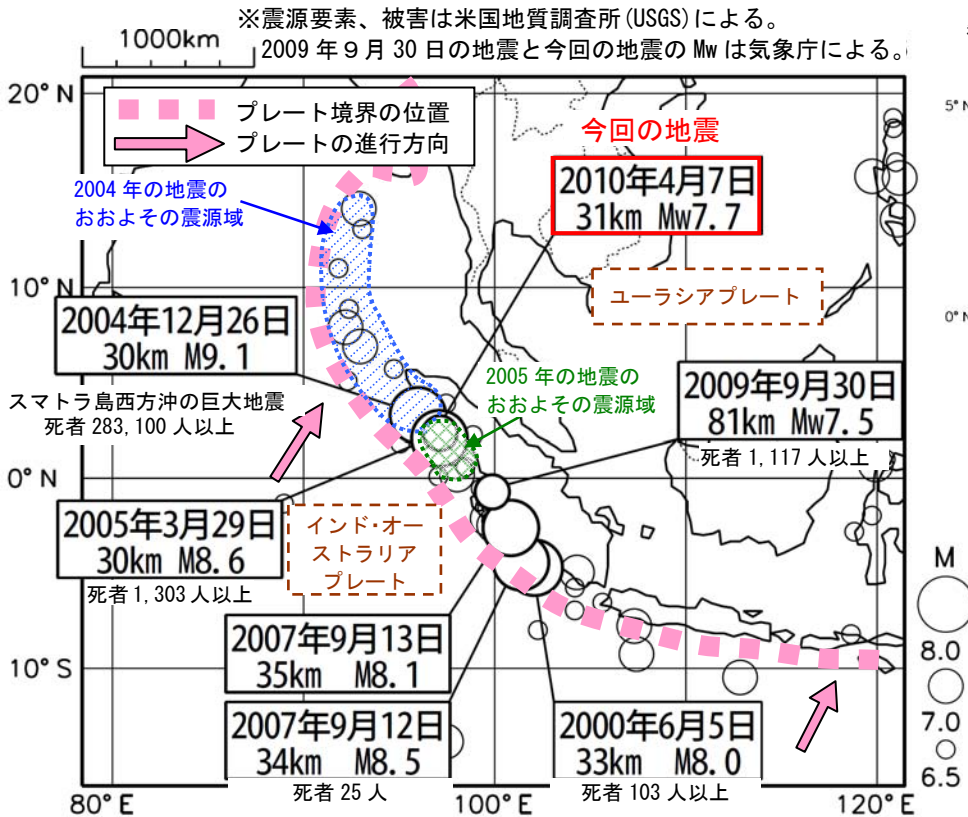 ※震源要素、被害は米国地質調査所(USGS)による。
2009年9月30日の地震と今回の地震のMwは気象庁による。
1000km
20°N
プレート境界の位置
プレートの進行方向
今回の地震
2010年4月7日
31km Mw7.7
2004年の地震の
おおよその震源域
10°N
ユーラシアプレート
2004年12月26日
30km M9.1
スマトラ島西方沖の巨大地震
死者283,100人以上
2005年の地震の
おおよその震源域
2009年9月30日
81km Mw7.5
死者1,117人以上
0°N
2005年3月29日
30km M8.6
死者1,303人以上
インド・オー
ストラリア
プレート
2007年9月13日
35km M8.1
10°S
2007年9月12日
34km M8.5
死者25人
2000年6月5日
33km M8.0
死者103人以上
80°E
100°E
120°E
5°N
0°N
M
8.0
7.0
6.5